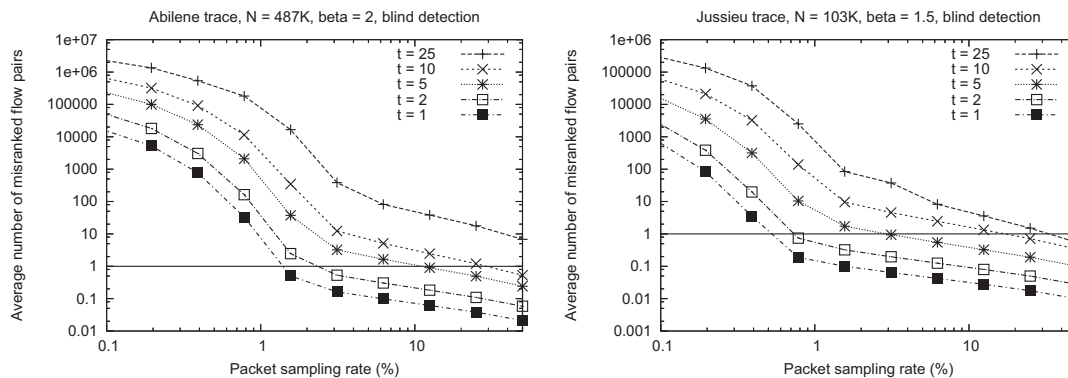 Abilene trace, N = 487K, beta = 2, blind detection
Average number of misranked flow pairs
1e+07
1e+06
100000
10000
1000
100
10
1
0.1
0.01
t = 25
t = 10
t = 5
t = 2
t = 1
0.1
1
10
Packet sampling rate (%)
Jussieu trace, N = 103K, beta = 1.5, blind detection
Average number of misranked flow pairs
1e+06
100000
10000
1000
100
10
1
0.1
0.01
0.001
t = 25
t = 10
t = 5
t = 2
t = 1
0.1
1
10
Packet sampling rate (%)